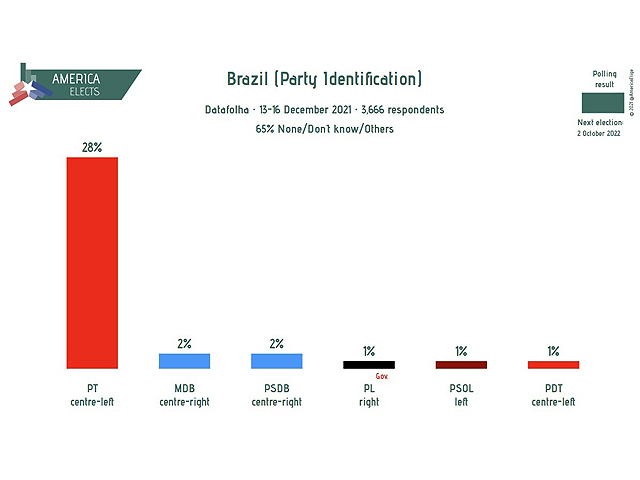 AMERICA
ELECTS
Brazil (Party Identification)
Datafolha · 13-16 December 2021 · 3,666 respondents
65% None/Don't know/Others
Polling
result
Next election:
2 October 2022
28%
2%
2%
1%
1%
1%
Gov.
PT
centre-left
MDB
centre-right
PSDB
centre-right
PL
right
PSOL
left
PDT
centre-left